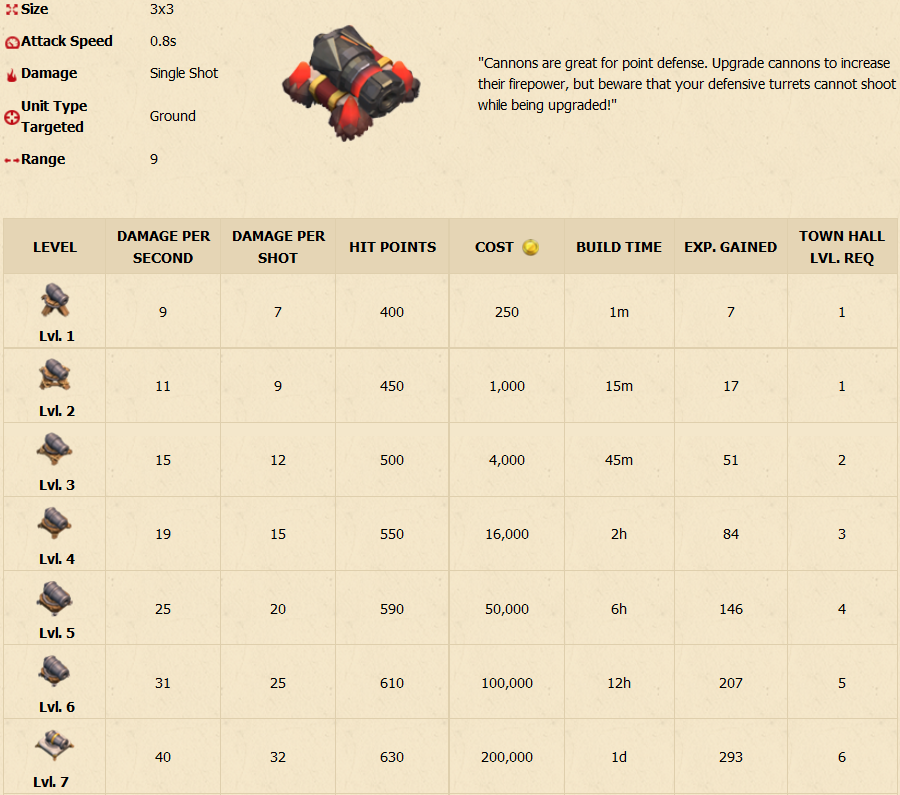 Size 3x3
Attack Speed 0.8s
Damage Single Shot
Unit Type
Targeted Ground
Range 9
"Cannons are great for point defense. Upgrade cannons to increase
their firepower, but beware that your defensive turrets cannot shoot
while being upgraded!"
LEVEL DAMAGE PER SECOND DAMAGE PER SHOT HIT POINTS COST BUILD TIME EXP. GAINED TOWN HALL LVL. REQ
Lvl. 1 9 7 400 250 1m 7 1
Lvl. 2 11 9 450 1,000 15m 17 1
Lvl. 3 15 12 500 4,000 45m 51 2
Lvl. 4 19 15 550 16,000 2h 84 3
Lvl. 5 25 20 590 50,000 6h 146 4
Lvl. 6 31 25 610 100,000 12h 207 5
Lvl. 7 40 32 630 200,000 1d 293 6